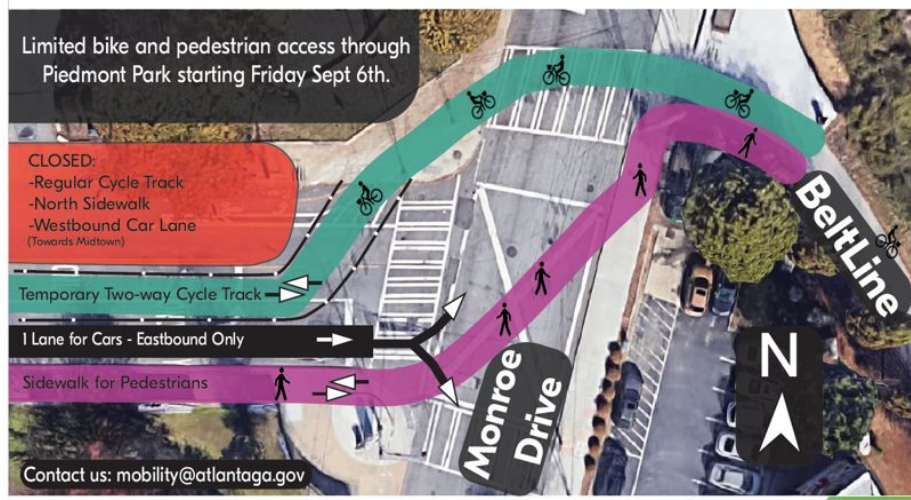 Limited bike and pedestrian access through
Piedmont Park starting Friday Sept 6th.
CLOSED:
-Regular Cycle Track
-North Sidewalk
-Westbound Car Lane
(Towards Midtown)
Temporary Two-way Cycle Track
1 Lane for Cars - Eastbound Only
Sidewalk for Pedestrians
Monroe
Drive
BeltLine
N
Contact us: mobility@atlantaga.gov